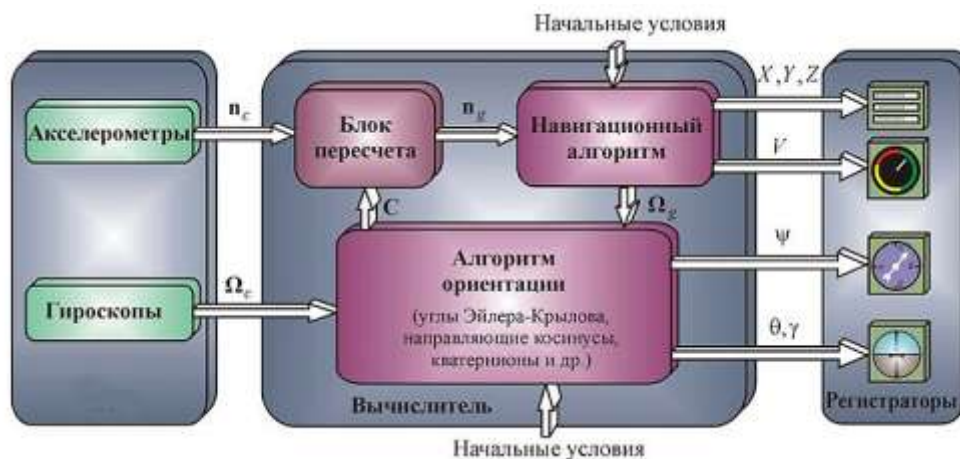 Начальные условия
X,Y,Z
n_c
n_g
Акселерометры
Блок
пересчета
Навигационный
алгоритм
V
C
Ω_g
Алгоритм
ориентации
ψ
Ω_c
Гироскопы
(углы Эйлера-Крылова,
направляющие косинусы,
кватернионы и др.)
θ,γ
Вычислитель
Регистраторы
Начальные условия